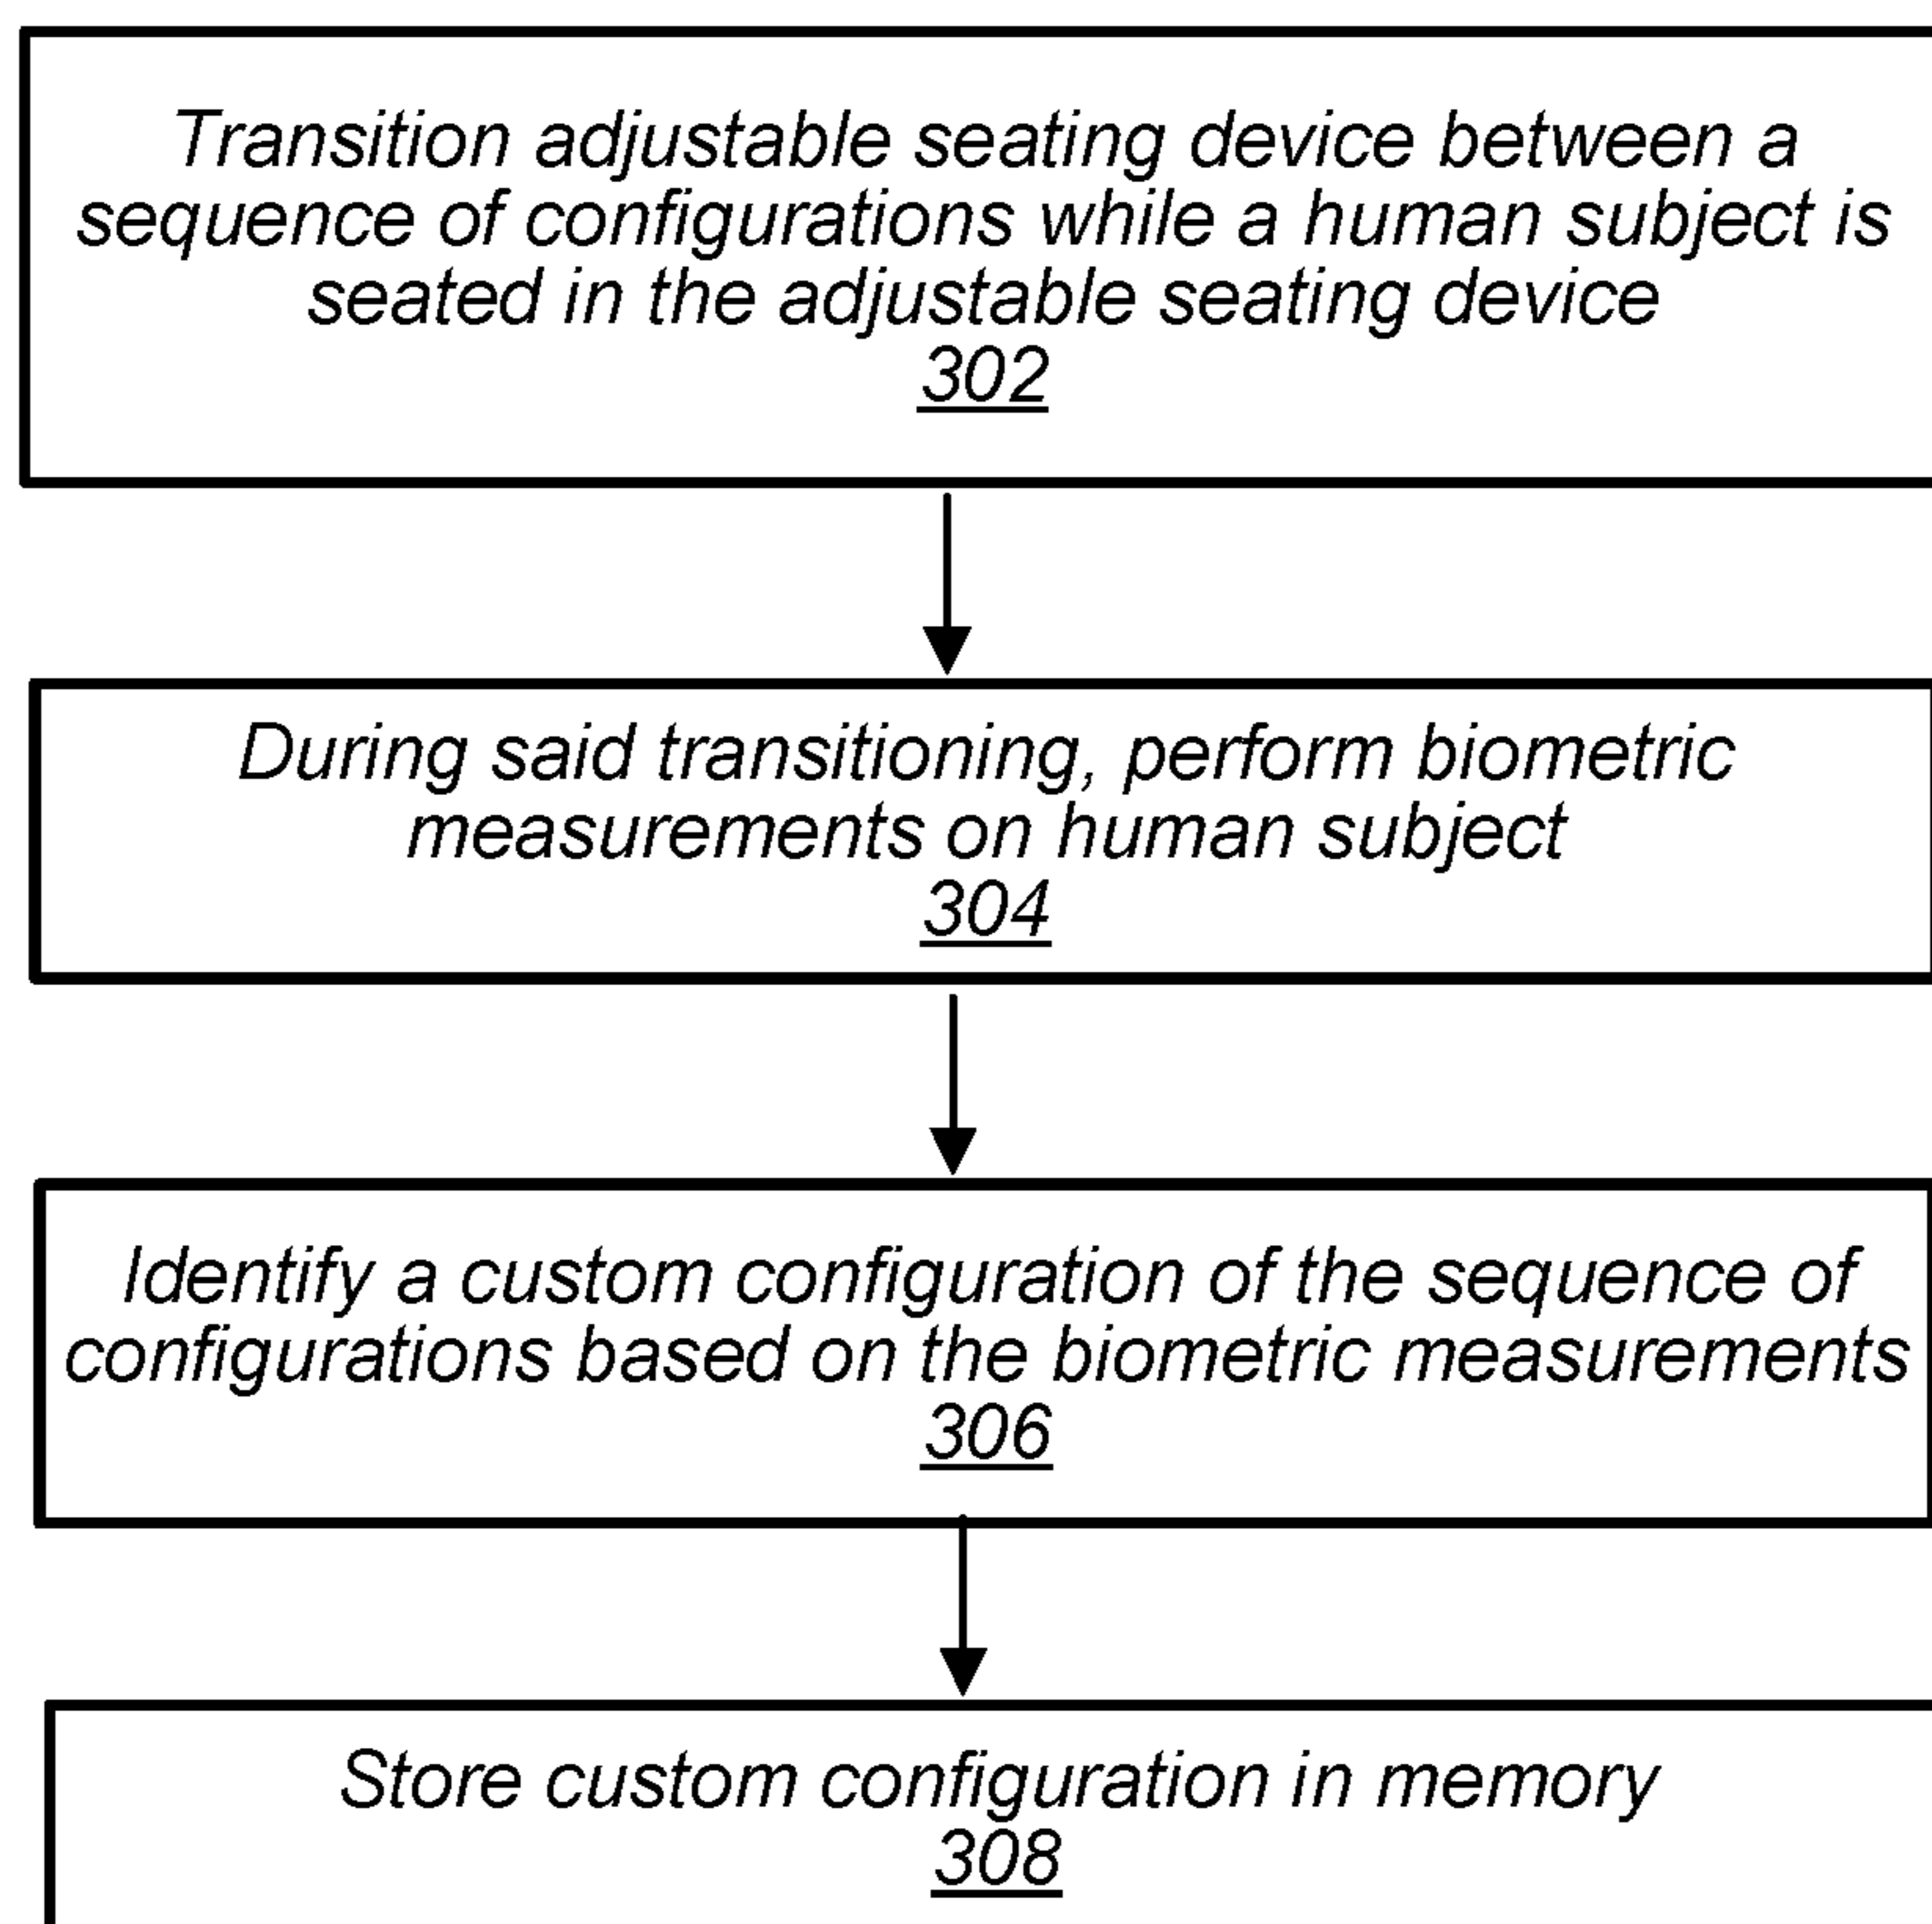 Transition adjustable seating device between a
sequence of configurations while a human subject is
seated in the adjustable seating device
302
During said transitioning, perform biometric
measurements on human subject
304
Identify a custom configuration of the sequence of
configurations based on the biometric measurements
306
Store custom configuration in memory
308